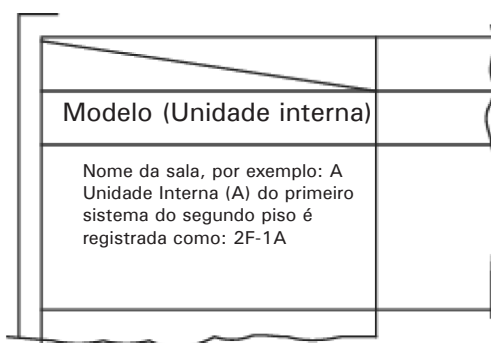 Modelo (Unidade interna)
Nome da sala, por exemplo: A
Unidade Interna (A) do primeiro
sistema do segundo piso é
registrada como: 2F-1A